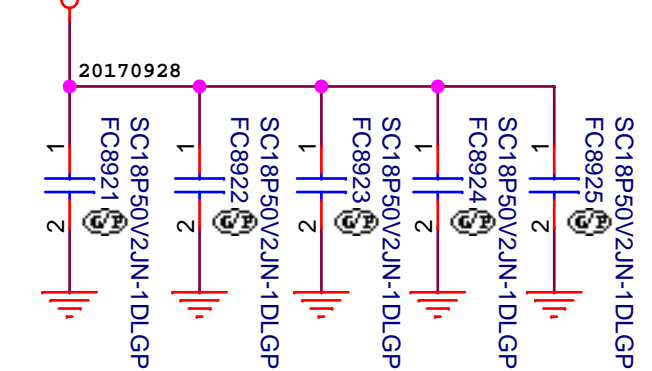 20170928
1
2
FC8921
SC18P50V2JN-1DLGP
G/P
1
2
FC8922
SC18P50V2JN-1DLGP
G/P
1
2
FC8923
SC18P50V2JN-1DLGP
G/P
1
2
FC8924
SC18P50V2JN-1DLGP
G/P
1
2
FC8925
SC18P50V2JN-1DLGP
G/P